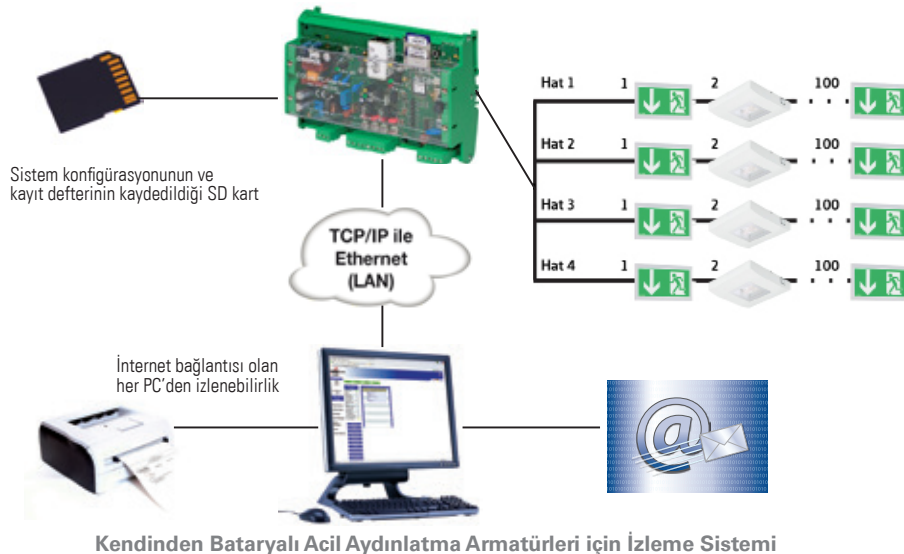 Hat 1 1 2 100
Hat 2 1 2 100
Hat 3 1 2 100
Hat 4 1 2 100
Sistem konfigürasyonunun ve
kayıt defterinin kaydedildiği SD kart
TCP/IP ile
Ethernet
(LAN)
İnternet bağlantısı olan
her PC'den izlenebilirlik
Kendinden Bataryalı Acil Aydınlatma Armatürleri için İzleme Sistemi